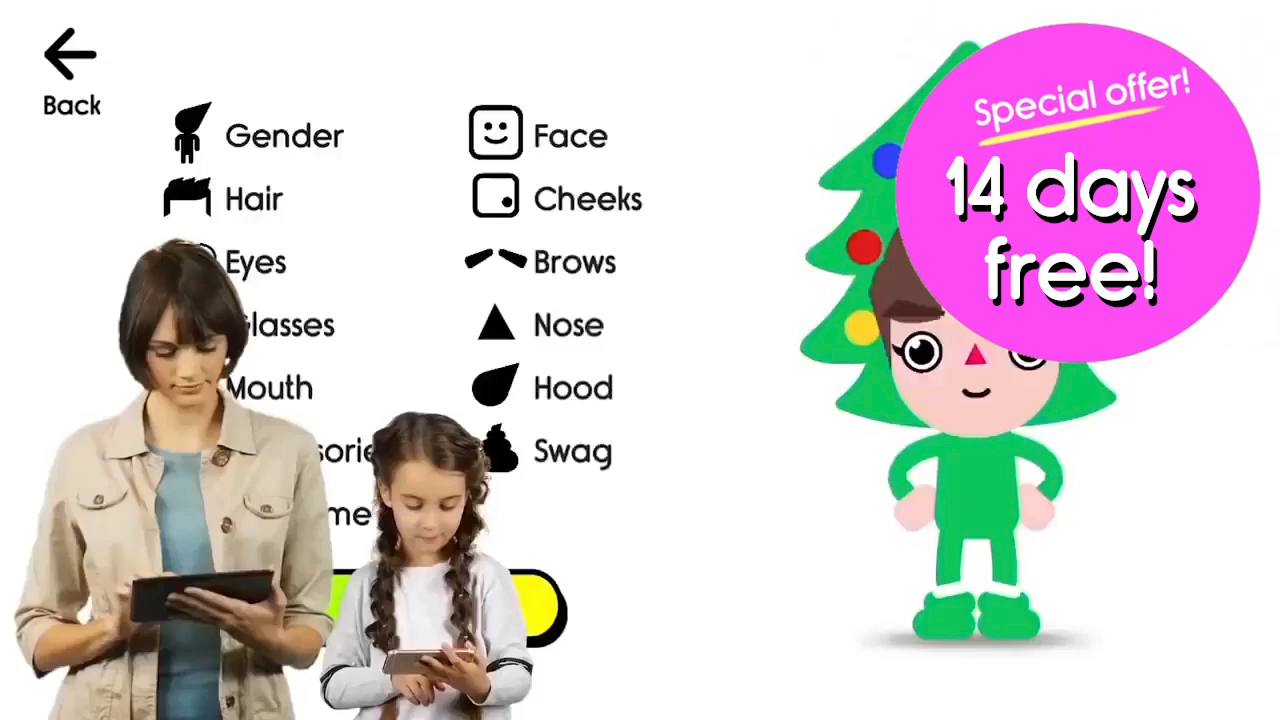 Back
Gender
Hair
Eyes
Glasses
Mouth
Face
Cheeks
Brows
Nose
Hood
Swag
Special offer!
14 days
free!